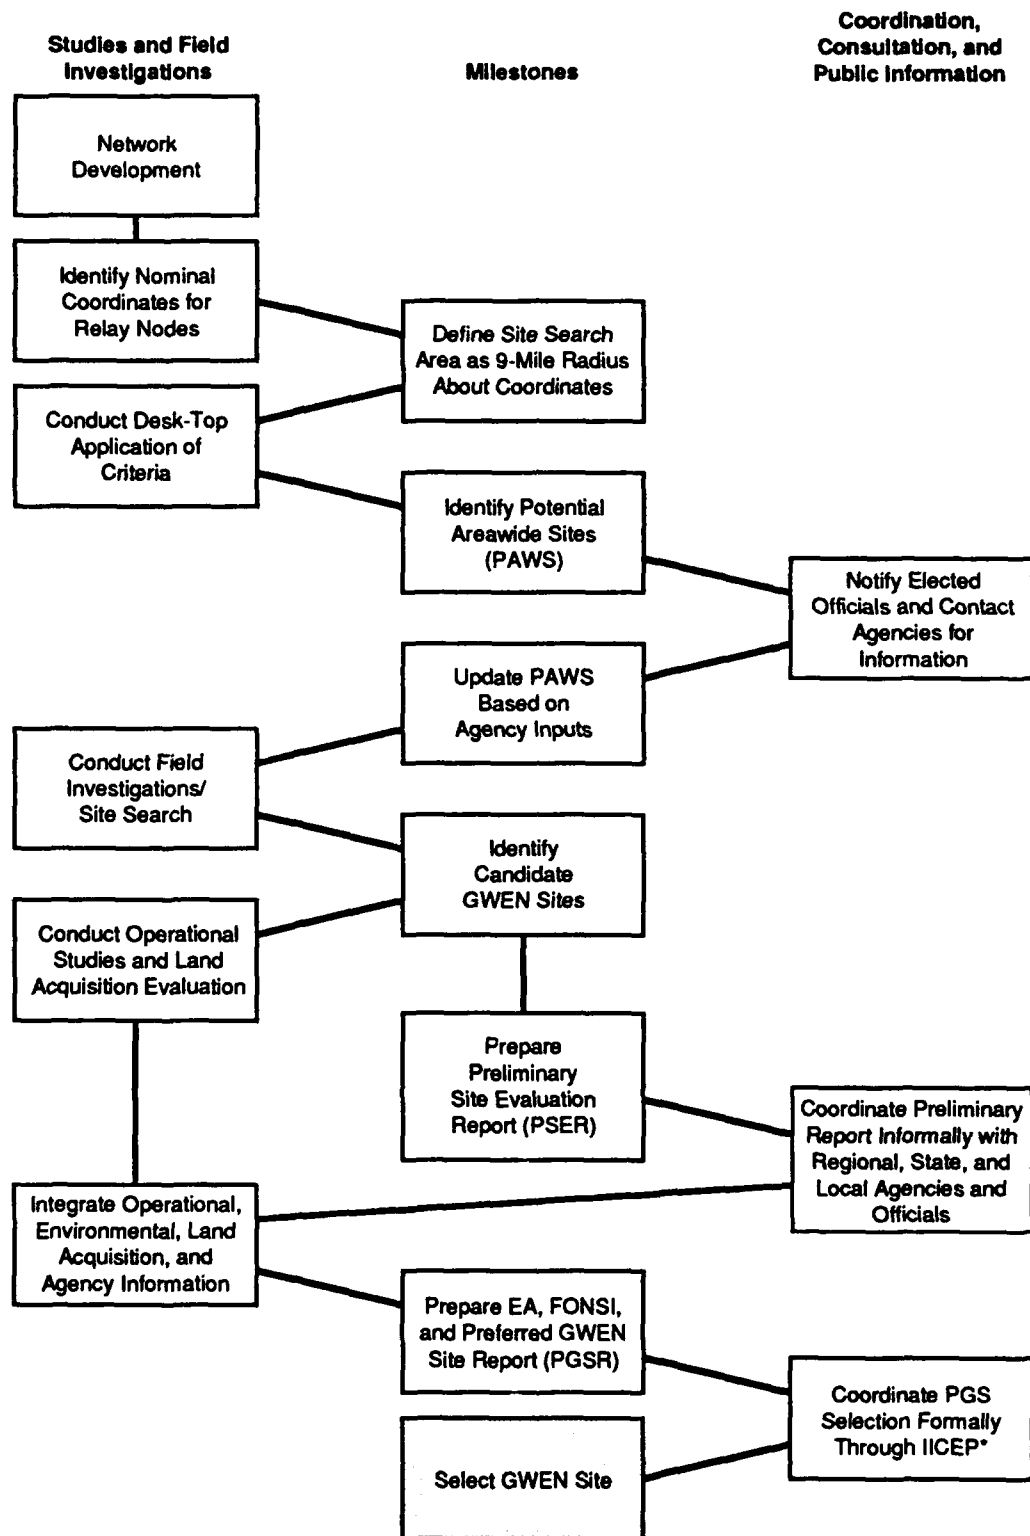 Studies and Field
Investigations
Milestones
Coordination,
Consultation, and
Public Information
Network
Development
Identify Nominal
Coordinates for
Relay Nodes
Define Site Search
Area as 9-Mile Radius
About Coordinates
Conduct Desk-Top
Application of
Criteria
Identify Potential
Areawide Sites
(PAWS)
Notify Elected
Officials and Contact
Agencies for
Information
Update PAWS
Based on
Agency Inputs
Conduct Field
Investigations/
Site Search
Identify
Candidate
GWEN Sites
Conduct Operational
Studies and Land
Acquisition Evaluation
Prepare
Preliminary
Site Evaluation
Report (PSER)
Coordinate Preliminary
Report Informally with
Regional, State, and
Local Agencies and
Officials
Integrate Operational,
Environmental, Land
Acquisition, and
Agency Information
Prepare EA, FONSI,
and Preferred GWEN
Site Report (PGSR)
Coordinate PGS
Selection Formally
Through IICEP*
Select GWEN Site